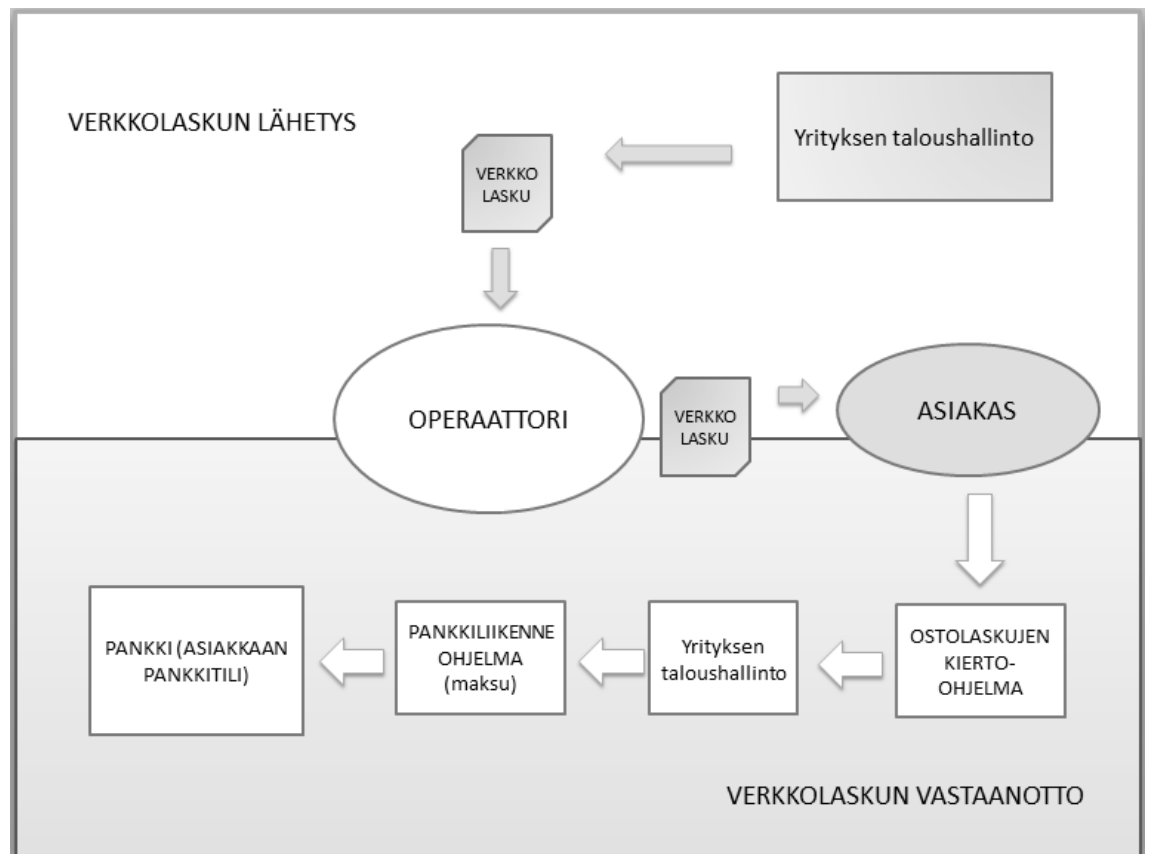 VERKKOLASKUN LÄHETYS
Yrityksen taloushallinto
VERKKO
LASKU
OPERAATTORI
VERKKO
LASKU
ASIAKAS
PANKKI (ASIAKKAAN
PANKKITILI)
PANKKILIIKENNE
OHJELMA
(maksu)
Yrityksen
taloushallinto
OSTOLASKUJEN
KIERTO-
OHJELMA
VERKKOLASKUN VASTAANOTTO